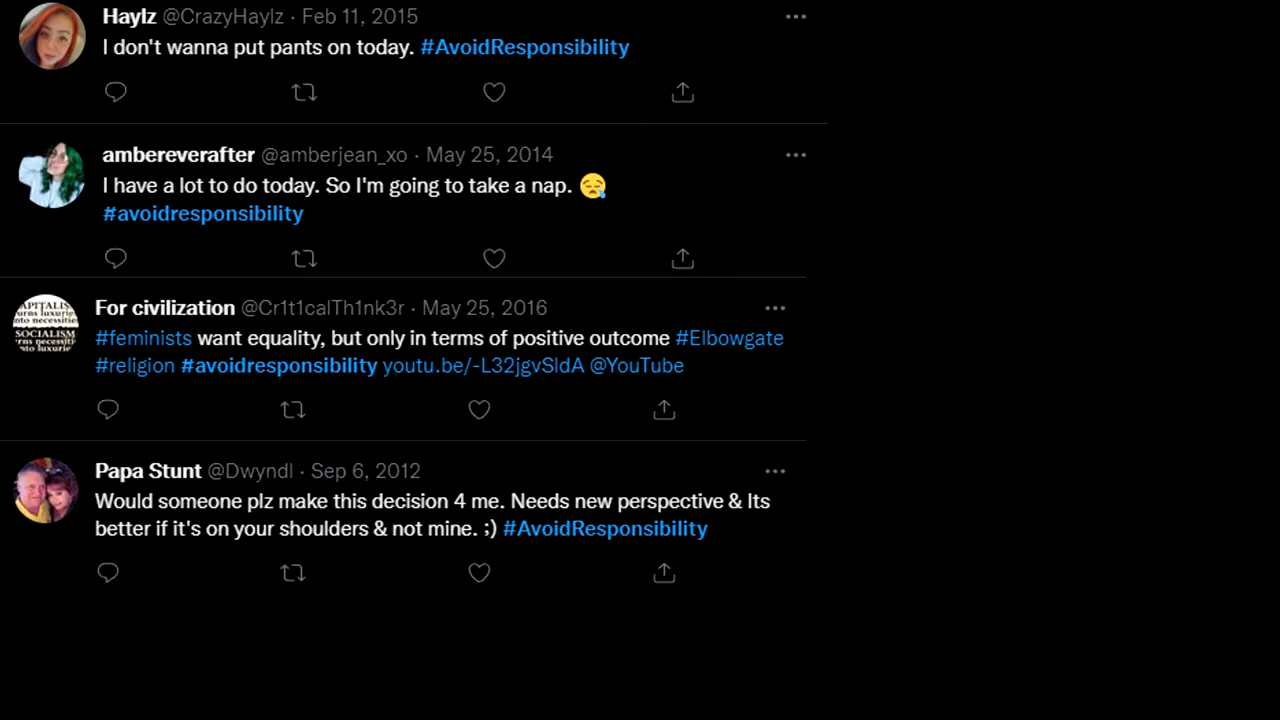 Haylz @CrazyHaylz · Feb 11, 2015
I don't wanna put pants on today. #AvoidResponsibility
ambereverafter @amberjean_xo · May 25, 2014
I have a lot to do today. So I'm going to take a nap. 😪
#avoidresponsibility
For civilization @Cr1t1calTh1nk3r · May 25, 2016
#feminists want equality, but only in terms of positive outcome #Elbowgate
#religion #avoidresponsibility youtu.be/-L32jgvSldA @YouTube
Papa Stunt @Dwyndl · Sep 6, 2012
Would someone plz make this decision 4 me. Needs new perspective & Its
better if it's on your shoulders & not mine. ;) #AvoidResponsibility